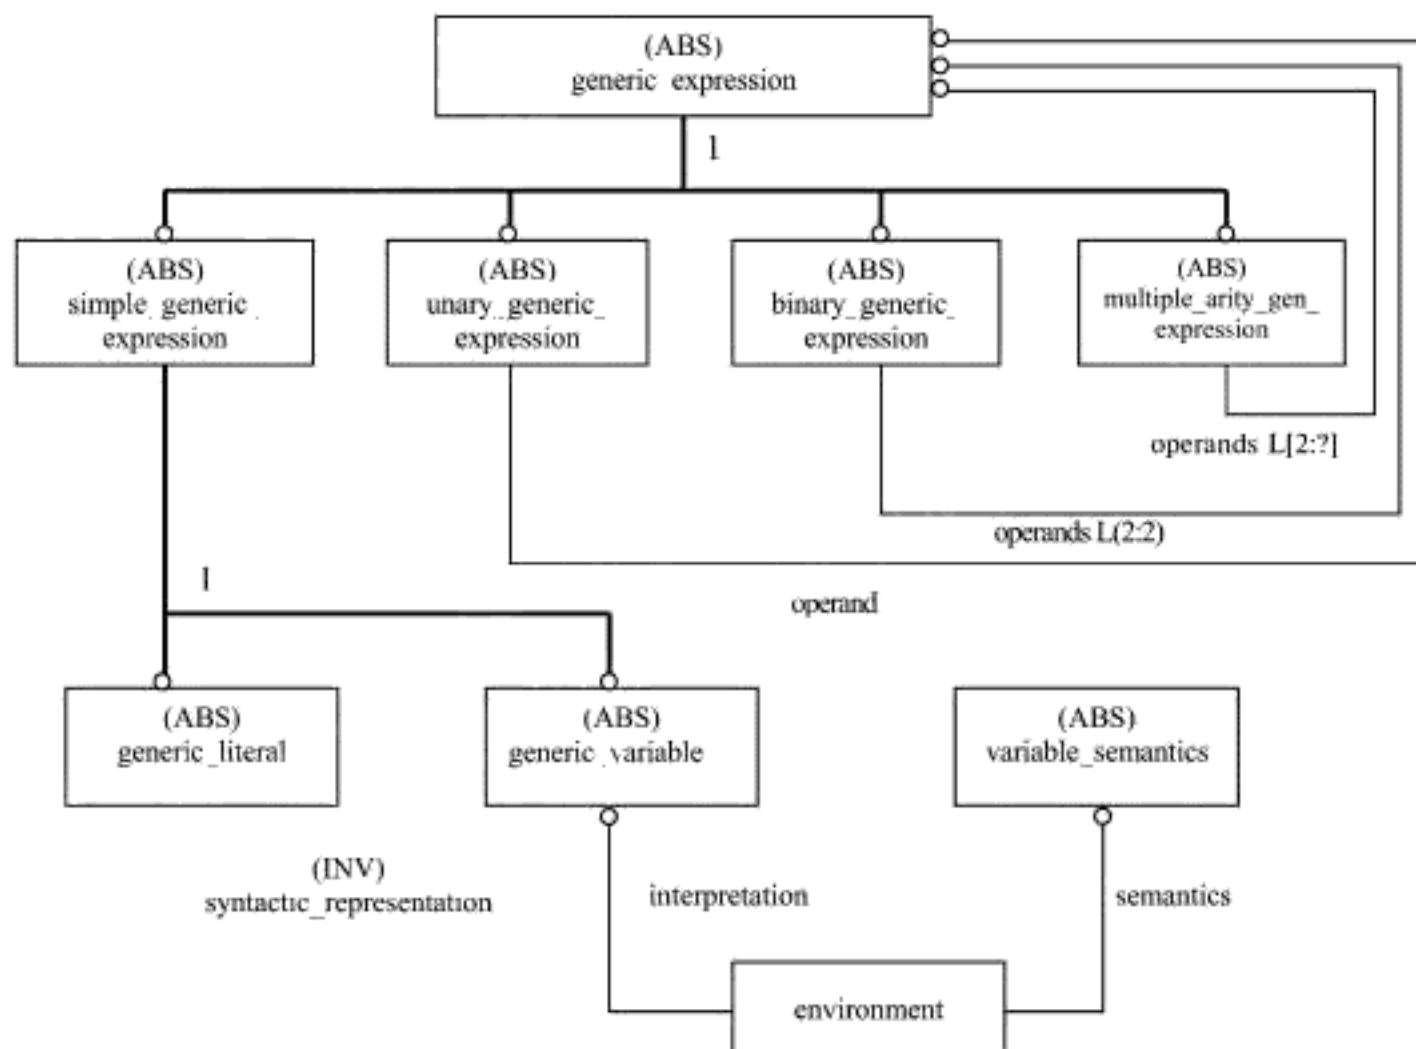 (ABS)
generic_expression
1
(ABS)
simple_generic_
expression
(ABS)
unary_generic_
expression
(ABS)
binary_generic_
expression
(ABS)
multiple_arity_gen_
expression
operands L[2:?]
operands L(2:2)
operand
1
(ABS)
generic_literal
(ABS)
generic_variable
(ABS)
variable_semantics
(INV)
syntactic_representation
interpretation
semantics
environment